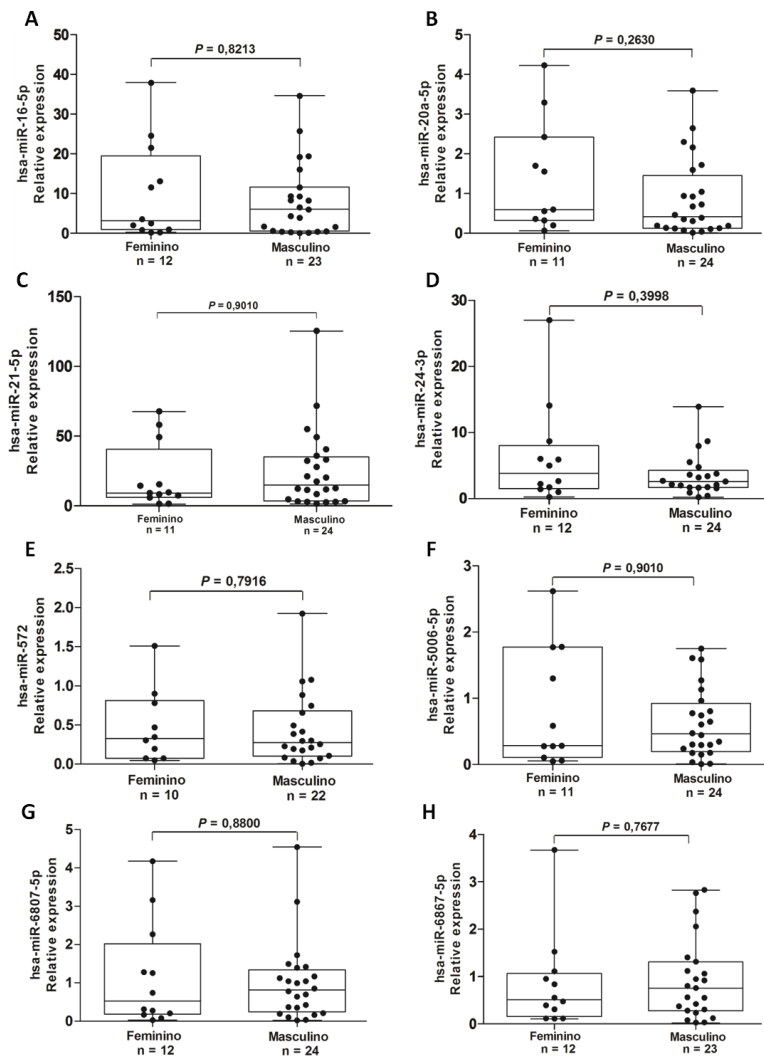 A
hsa-miR-16-5p
Relative expression
50
40
30
20
10
0
P = 0,8213
Feminino
n = 12
Masculino
n = 23
B
hsa-miR-20a-5p
Relative expression
5
4
3
2
1
0
P = 0,2630
Feminino
n = 11
Masculino
n = 24
C
hsa-miR-21-5p
Relative expression
150
100
50
0
P = 0,9010
Feminino
n = 11
Masculino
n = 24
D
hsa-miR-24-3p
Relative expression
30
20
10
0
P = 0,3998
Feminino
n = 12
Masculino
n = 24
E
hsa-miR-572
Relative expression
2.5
2.0
1.5
1.0
0.5
0.0
P = 0,7916
Feminino
n = 10
Masculino
n = 22
F
hsa-miR-5006-5p
Relative expression
3
2
1
0
P = 0,9010
Feminino
n = 11
Masculino
n = 24
G
hsa-miR-6807-5p
Relative expression
5
4
3
2
1
0
P = 0,8800
Feminino
n = 12
Masculino
n = 24
H
hsa-miR-6867-5p
Relative expression
4
3
2
1
0
P = 0,7677
Feminino
n = 12
Masculino
n = 23